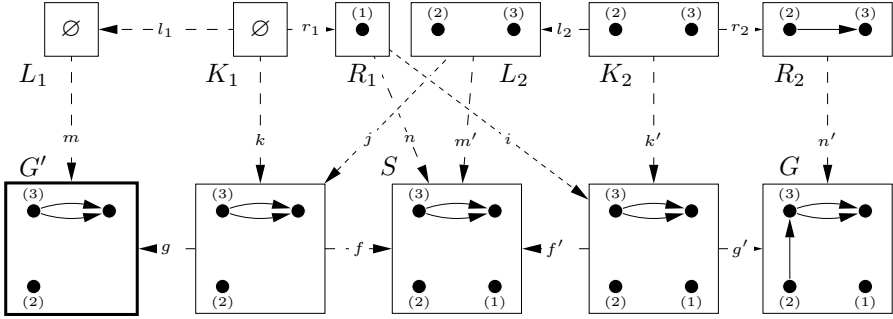 (1) (2) (3) (2) (3) (2) (3)
∅ l₁ ∅ r₁ l₂ r₂
L₁ K₁ R₁ L₂ K₂ R₂
m k j n m′ i k′ n′
G′ S G
(3) (3) (3) (3) (3)
g f f′ g′
(2) (2) (2) (1) (2) (1) (2) (1)